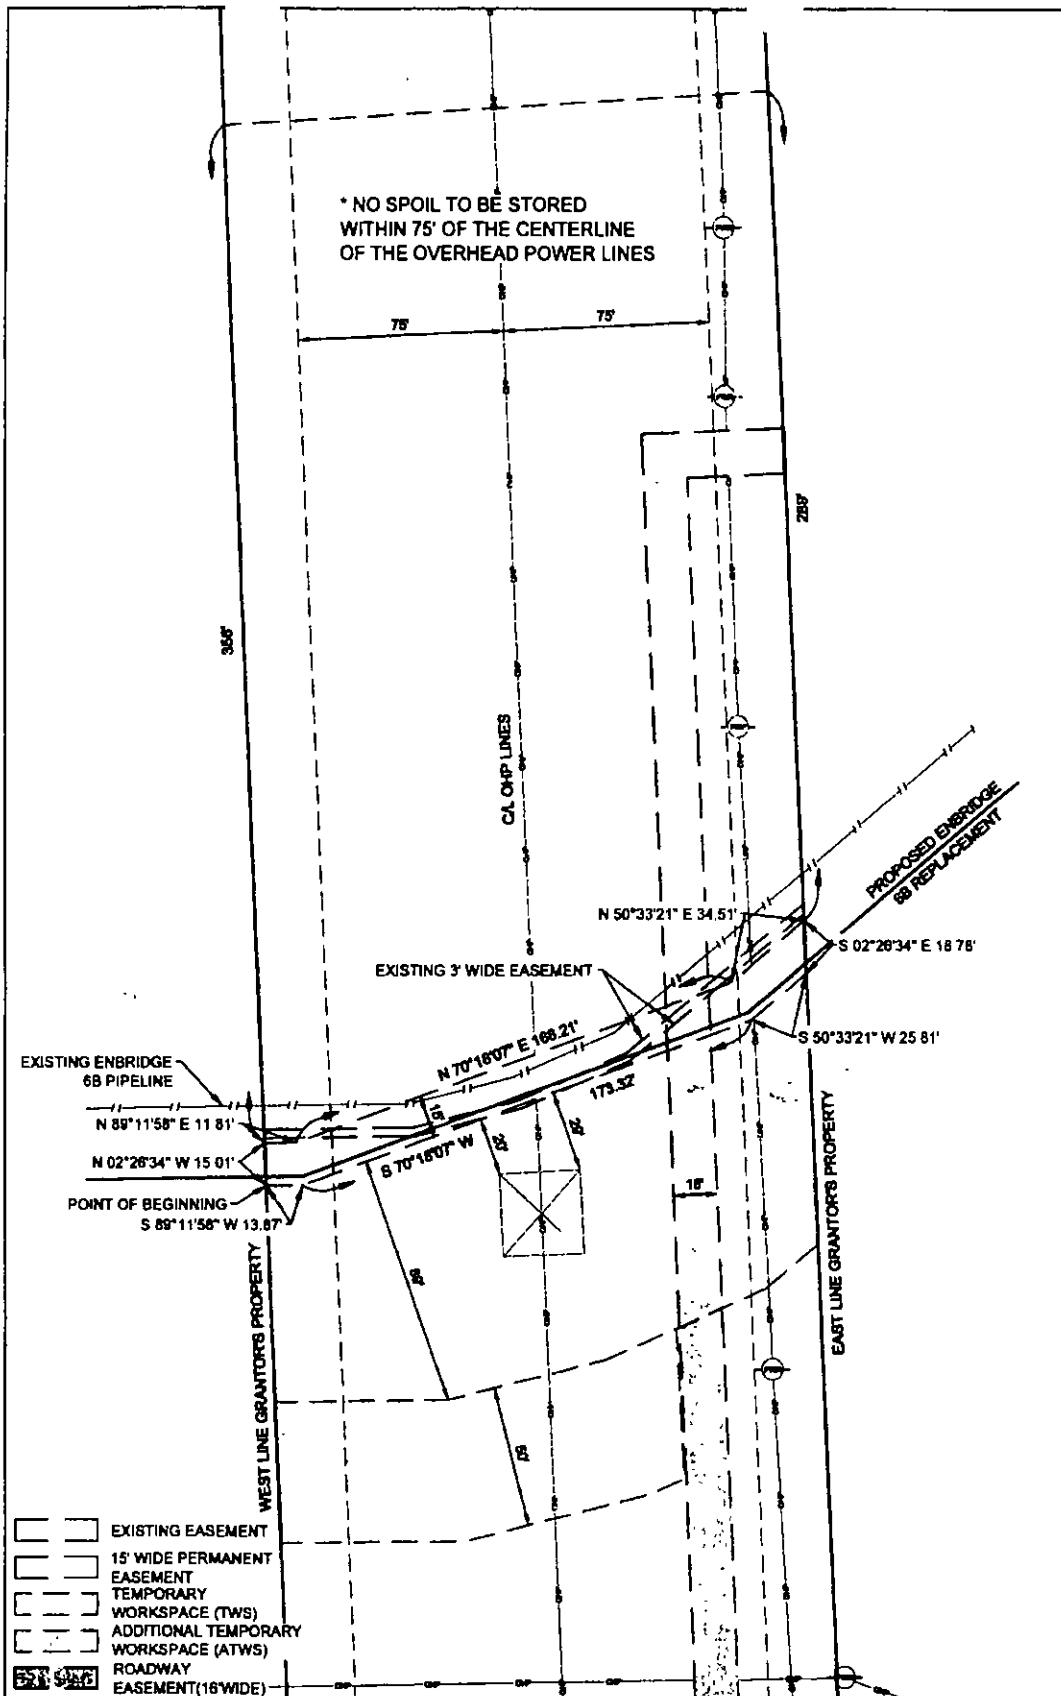 * NO SPOIL TO BE STORED
WITHIN 75' OF THE CENTERLINE
OF THE OVERHEAD POWER LINES
75'
75'
289'
356'
C/L OHP LINES
PROPOSED ENBRIDGE
6B REPLACEMENT
N 50°33'21" E 34.51'
S 02°26'34" E 18.78'
EXISTING 3' WIDE EASEMENT
S 50°33'21" W 25.81'
N 70°18'07" E 168.21'
173.32'
EXISTING ENBRIDGE
6B PIPELINE
N 89°11'58" E 11.81'
15'
S 70°18'07" W
N 02°26'34" W 15.01'
20'
POINT OF BEGINNING
S 89°11'58" W 13.87'
16'
WEST LINE GRANTOR'S PROPERTY
EAST LINE GRANTOR'S PROPERTY
EXISTING EASEMENT
15' WIDE PERMANENT
EASEMENT
TEMPORARY
WORKSPACE (TWS)
ADDITIONAL TEMPORARY
WORKSPACE (ATWS)
ROADWAY
EASEMENT(16'WIDE)